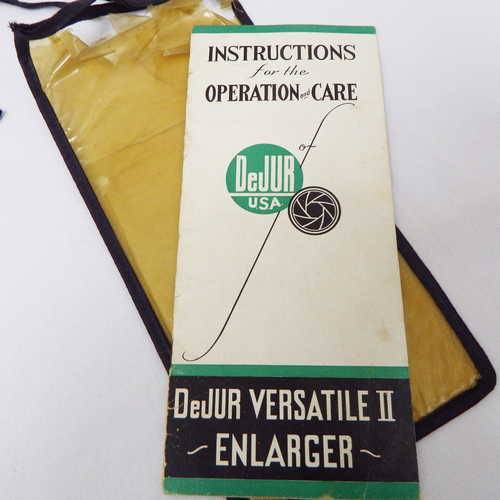 INSTRUCTIONS
for the
OPERATION and CARE
of
DeJUR
USA
DeJUR VERSATILE II
~ ENLARGER ~